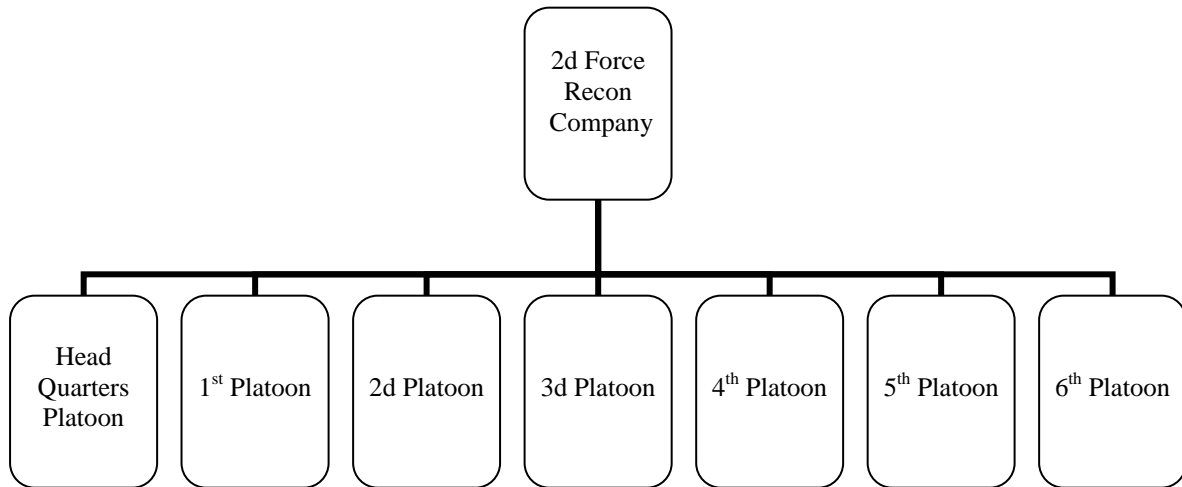 2d Force
Recon
Company
Head
Quarters
Platoon
1st Platoon
2d Platoon
3d Platoon
4th Platoon
5th Platoon
6th Platoon